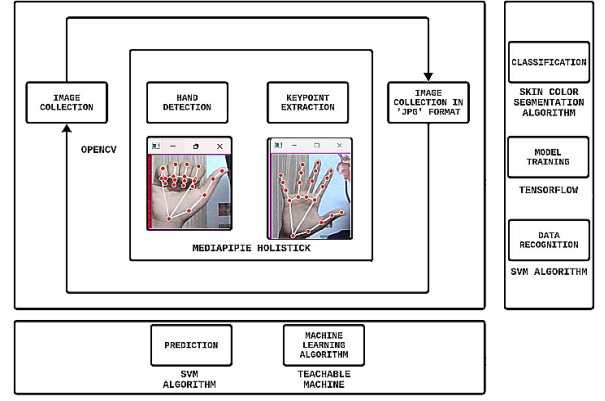 IMAGE
COLLECTION
OPENCV
HAND
DETECTION
KEYPOINT
EXTRACTION
MEDIAPIPIE HOLISTICK
IMAGE
COLLECTION IN
'JPG' FORMAT
CLASSIFICATION
SKIN COLOR
SEGMENTATION
ALGORITHM
MODEL
TRAINING
TENSORFLOW
DATA
RECOGNITION
SVM ALGORITHM
PREDICTION
SVM
ALGORITHM
MACHINE
LEARNING
ALGORITHM
TEACHABLE
MACHINE